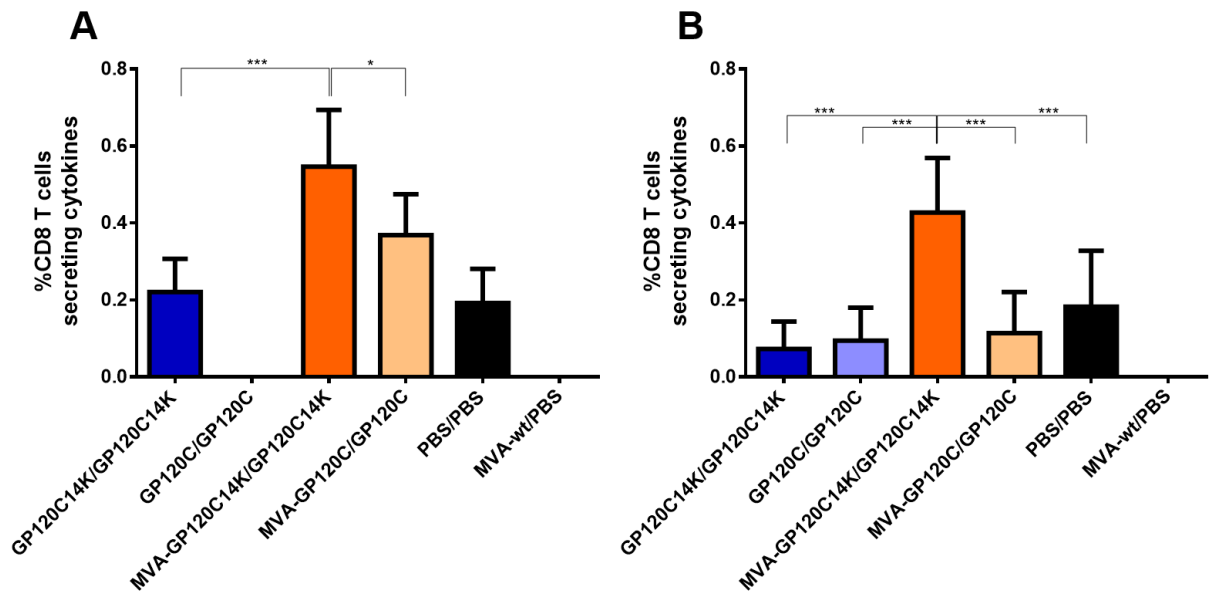 A
%CD8 T cells
secreting cytokines
0.8
0.6
0.4
0.2
0.0
***
*
GP120C14K/GP120C14K
GP120C/GP120C
MVA-GP120C14K/GP120C14K
MVA-GP120C/GP120C
PBS/PBS
MVA-wt/PBS
B
%CD8 T cells
secreting cytokines
0.8
0.6
0.4
0.2
0.0
***
***
***
***
GP120C14K/GP120C14K
GP120C/GP120C
MVA-GP120C14K/GP120C14K
MVA-GP120C/GP120C
PBS/PBS
MVA-wt/PBS